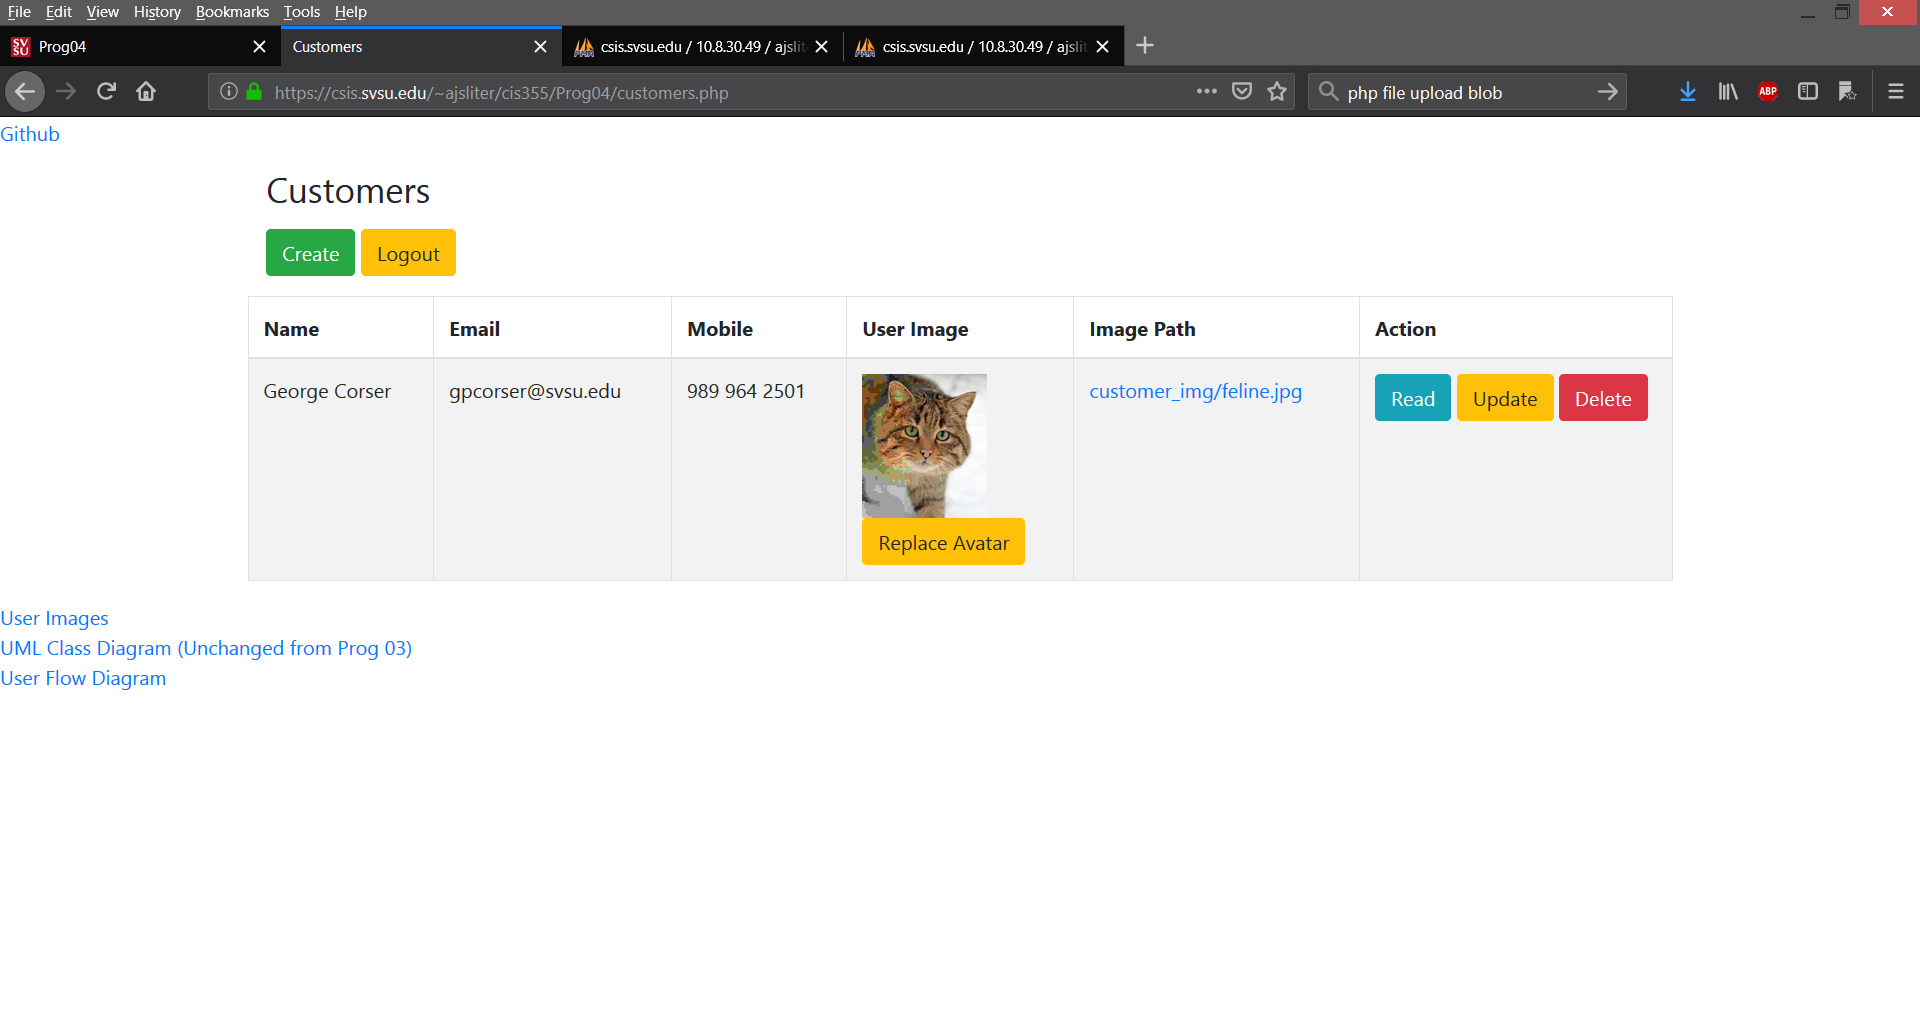 File Edit View History Bookmarks Tools Help
SV SU Prog04
Customers
csis.svsu.edu / 10.8.30.49 / ajslit
csis.svsu.edu / 10.8.30.49 / ajslit
https://csis.svsu.edu/~ajsliter/cis355/Prog04/customers.php
php file upload blob
ABP
Github
Customers
Create Logout
Name Email Mobile User Image Image Path Action
George Corser gpcorser@svsu.edu 989 964 2501 customer_img/feline.jpg Read Update Delete
Replace Avatar
User Images
UML Class Diagram (Unchanged from Prog 03)
User Flow Diagram